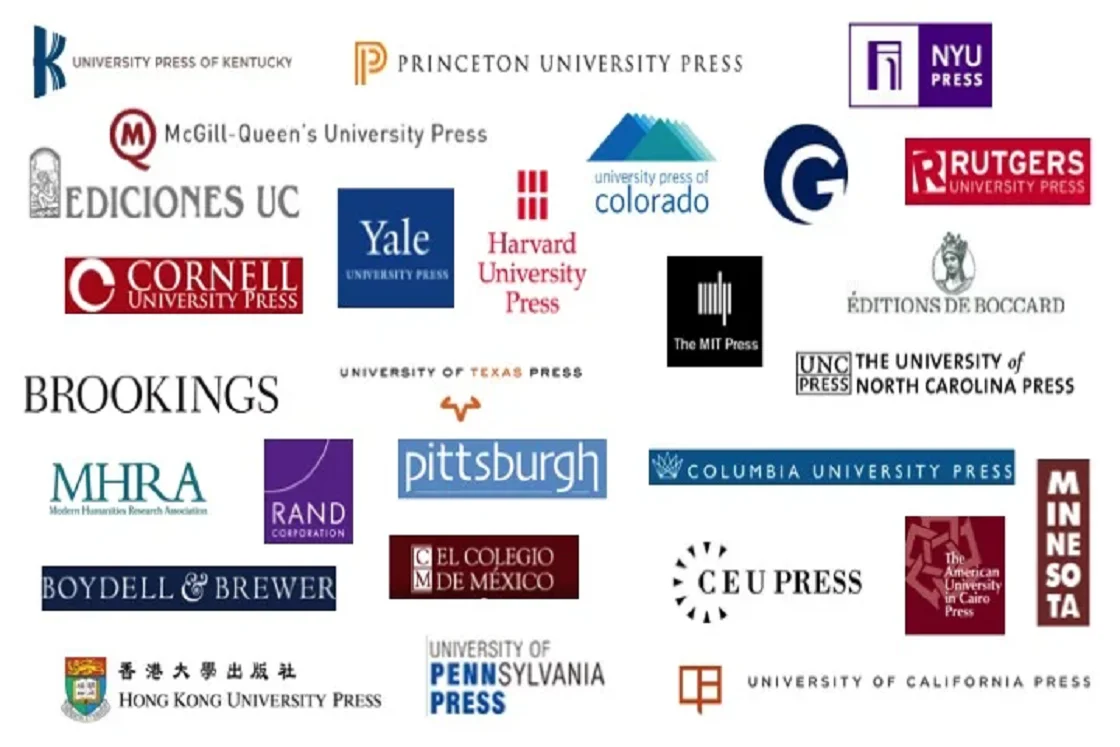 UNIVERSITY PRESS OF KENTUCKY
PRINCETON UNIVERSITY PRESS
NYU
PRESS
McGill-Queen's University Press
EDICIONES UC
Yale
UNIVERSITY PRESS
Harvard
University
Press
university press of
colorado
G
RUTGERS
UNIVERSITY PRESS
CORNELL
UNIVERSITY PRESS
The MIT Press
ÉDITIONS DE BOCCARD
BROOKINGS
UNIVERSITY OF TEXAS PRESS
UNC
PRESS
THE UNIVERSITY of
NORTH CAROLINA PRESS
MHRA
Modern Humanities Research Association
RAND
CORPORATION
pittsburgh
COLUMBIA UNIVERSITY PRESS
M
IN
NE
SO
TA
BOYDELL & BREWER
C
M
EL COLEGIO
DE MÉXICO
CEU PRESS
The
American
University
in Cairo
Press
香港大學出版社
HONG KONG UNIVERSITY PRESS
UNIVERSITY OF
PENNSYLVANIA
PRESS
UNIVERSITY OF CALIFORNIA PRESS